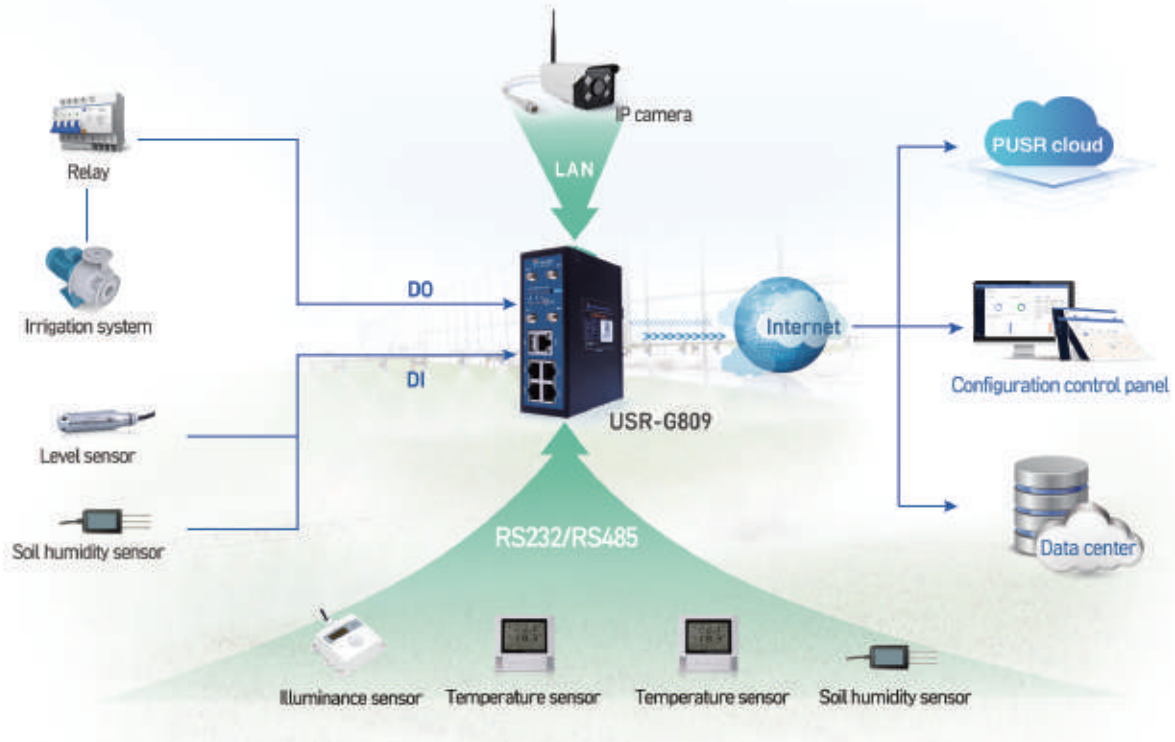 IP camera
LAN
Relay
PUSR cloud
DO
Irrigation system
Internet
DI
Configuration control panel
USR-G809
Level sensor
RS232/RS485
Soil humidity sensor
Data center
Illuminance sensor
Temperature sensor
Temperature sensor
Soil humidity sensor